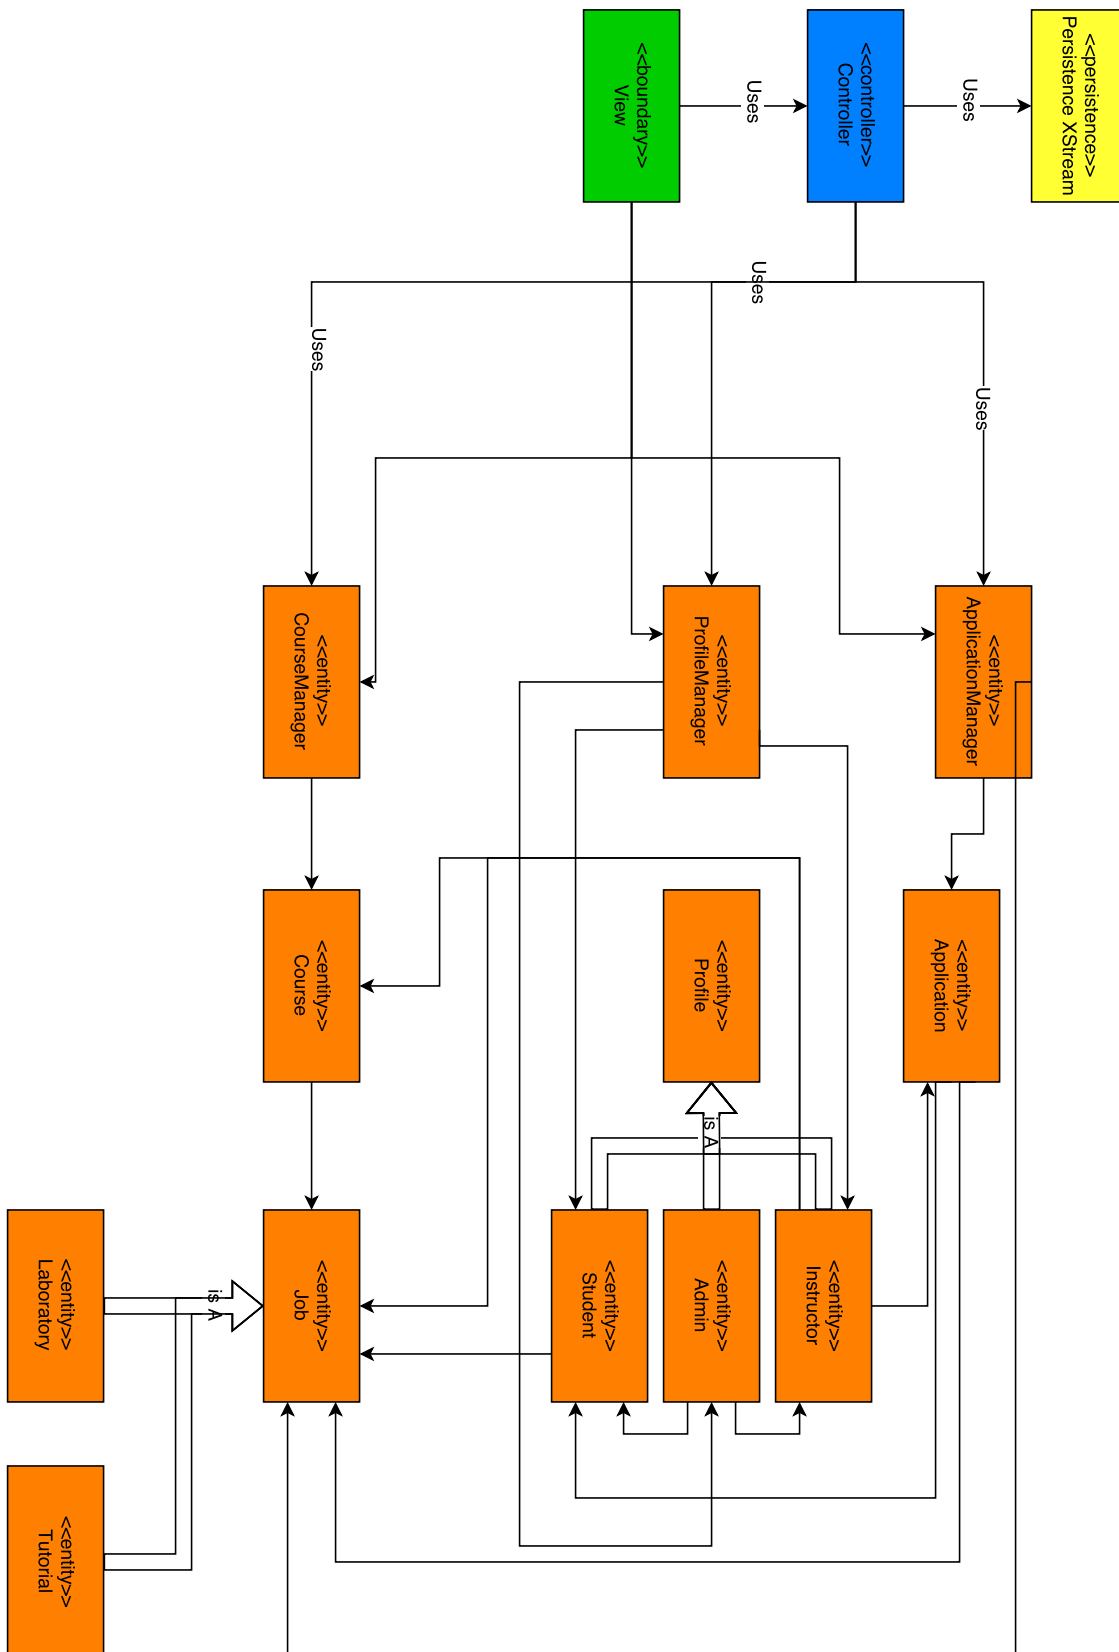 <<persistence>>
Persistence XStream
Uses
<<controller>>
Controller
Uses
<<boundary>>
View
Uses
Uses
Uses
<<entity>>
ApplicationManager
<<entity>>
ProfileManager
<<entity>>
CourseManager
<<entity>>
Application
<<entity>>
Profile
<<entity>>
Course
is A
<<entity>>
Instructor
<<entity>>
Admin
<<entity>>
Student
<<entity>>
Job
is A
<<entity>>
Laboratory
<<entity>>
Tutorial